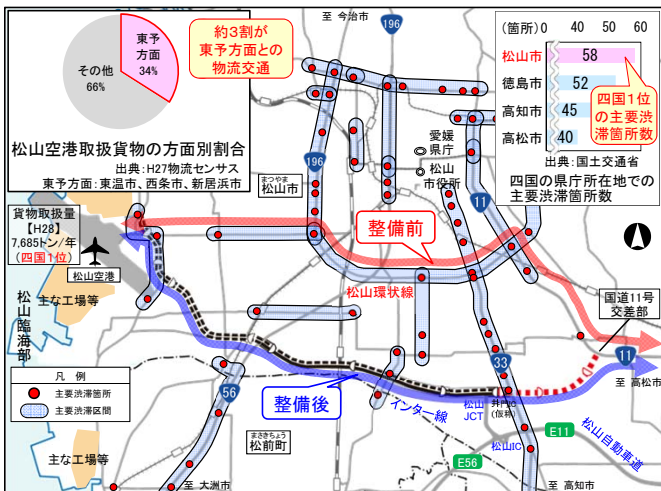 東予
方面
34%
その他
66%
約3割が
東予方面との
物流交通
松山空港取扱貨物の方面別割合
出典:H27物流センサス
東予方面:東温市、西条市、新居浜市
至 今治市
196
(箇所)
0
20
40
60
松山市
58
徳島市
52
高知市
45
高松市
40
四国1位
の主要渋
滞箇所数
出典:国土交通省
四国の県庁所在地での
主要渋滞箇所数
愛媛
県庁
松山
市役所
196
まつやま
松山市
11
貨物取扱量
【H28】
7,685トン/年
(四国1位)
松山空港
整備前
松山環状線
国道11号
交差部
主な工場等
松山臨海部
凡 例
主要渋滞箇所
主要渋滞区間
33
11
至 高松市
56
整備後
インター線
松山
JCT
井門IC
(仮称)
松山IC
E11
松山自動車道
まさきちょう
松前町
E56
主な工場等
至 大洲市
至 高知市